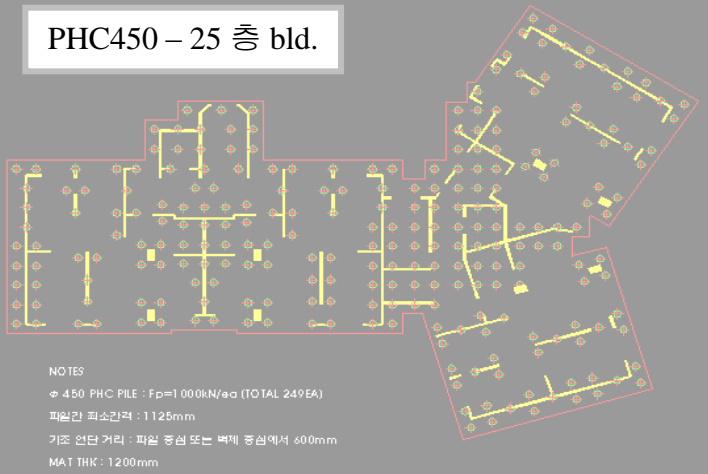 PHC450 – 25 층 bld.
NOTES
Φ 450 PHC PILE : Fp=1000kN/ea (TOTAL 249EA)
파일간 최소간격 : 1125mm
기초 연단 거리 : 파일 중심 또는 벽체 중심에서 600mm
MAT THK : 1200mm